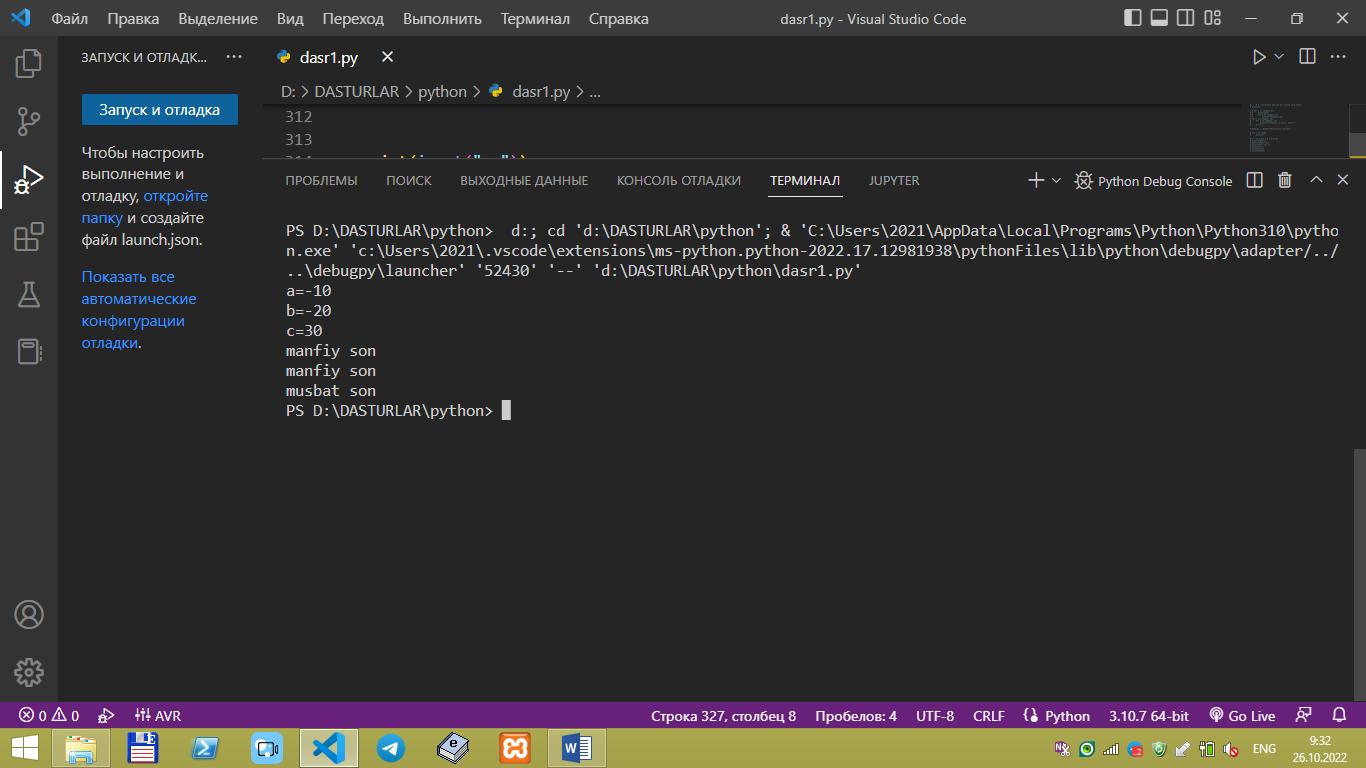 Файл Правка Выделение Вид Переход Выполнить Терминал Справка dasr1.py - Visual Studio Code
ЗАПУСК И ОТЛАДК... ···
dasr1.py
D: > DASTURLAR > python > dasr1.py > ...
312
313
Запуск и отладка
Чтобы настроить
выполнение и
отладку, откройте
папку и создайте
файл launch.json.
Показать все
автоматические
конфигурации
отладки.
ПРОБЛЕМЫ ПОИСК ВЫХОДНЫЕ ДАННЫЕ КОНСОЛЬ ОТЛАДКИ ТЕРМИНАЛ JUPYTER Python Debug Console
PS D:\DASTURLAR\python>  d:; cd 'd:\DASTURLAR\python'; & 'C:\Users\2021\AppData\Local\Programs\Python\Python310\pytho
n.exe' 'c:\Users\2021\.vscode\extensions\ms-python.python-2022.17.12981938\pythonFiles\lib\python\debugpy\adapter/../
..\debugpy\launcher' '52430' '--' 'd:\DASTURLAR\python\dasr1.py'
a=-10
b=-20
c=30
manfiy son
manfiy son
musbat son
PS D:\DASTURLAR\python>
0 0 AVR Строка 327, столбец 8 Пробелов: 4 UTF-8 CRLF Python 3.10.7 64-bit Go Live
ENG
9:32
26.10.2022